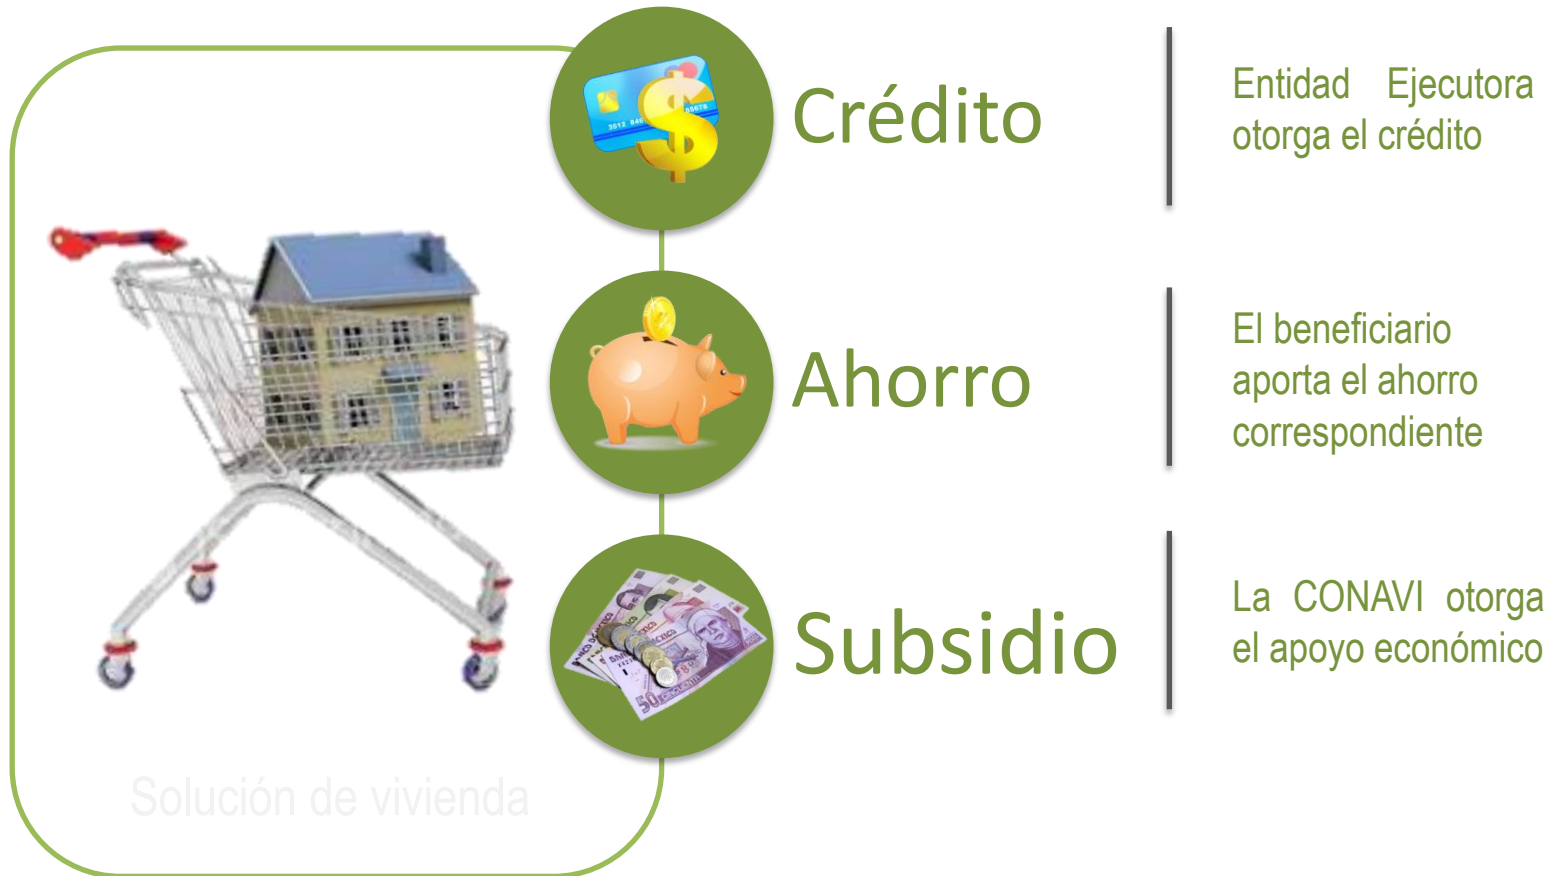 Crédito
Entidad Ejecutora
otorga el crédito
Ahorro
El beneficiario
aporta el ahorro
correspondiente
Subsidio
La CONAVI otorga
el apoyo económico
Solución de vivienda